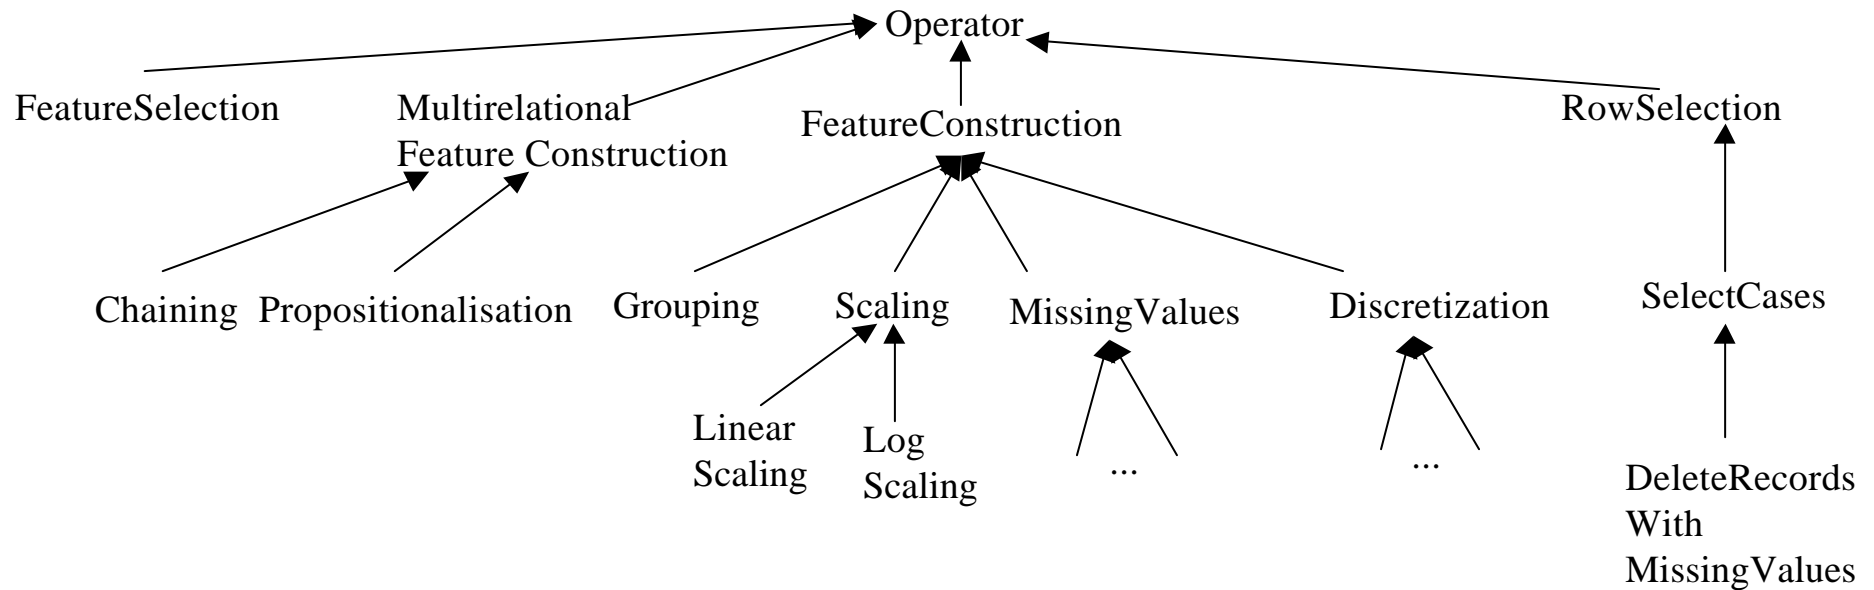 Operator
FeatureSelection
Multirelational
Feature Construction
FeatureConstruction
RowSelection
Chaining
Propositionalisation
Grouping
Scaling
MissingValues
Discretization
SelectCases
Linear
Scaling
Log
Scaling
...
...
DeleteRecords
With
MissingValues